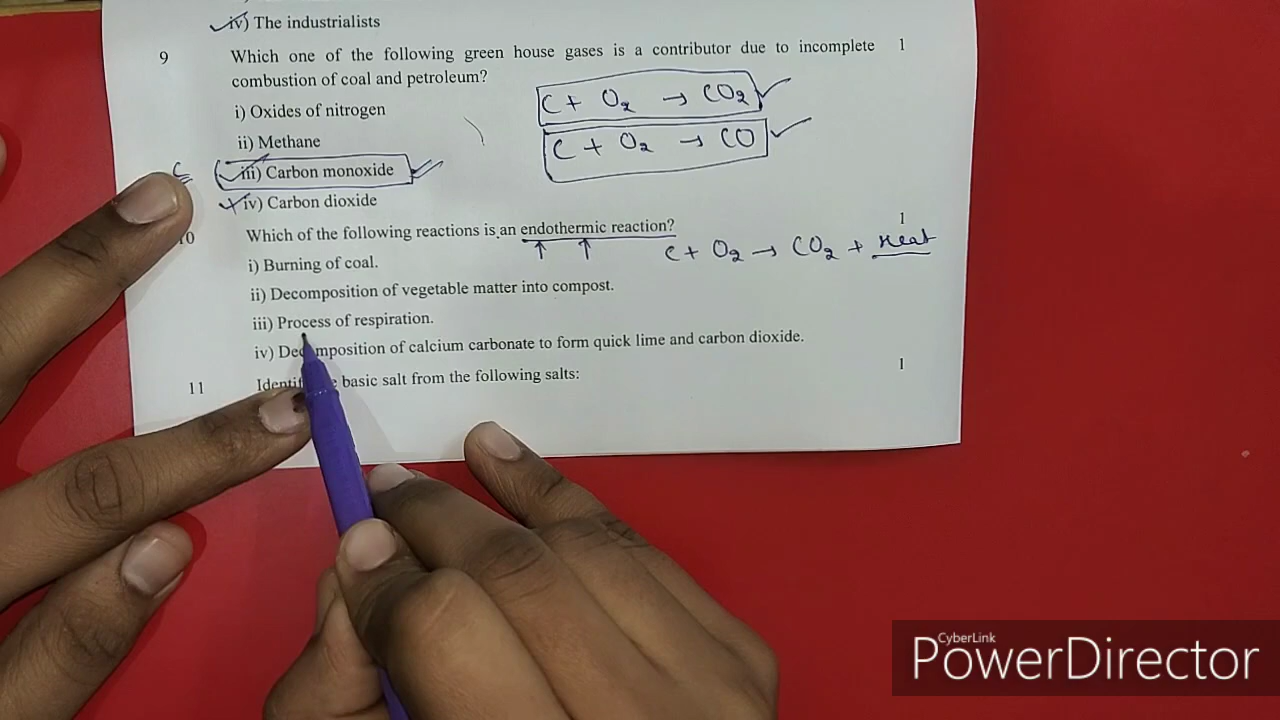 iv) The industrialists
9 Which one of the following green house gases is a contributor due to incomplete 1
combustion of coal and petroleum?
C + O2 → CO2
i) Oxides of nitrogen
ii) Methane
C + O2 → CO
iii) Carbon monoxide
iv) Carbon dioxide
10 Which of the following reactions is an endothermic reaction? 1
C + O2 → CO2 + Heat
i) Burning of coal.
ii) Decomposition of vegetable matter into compost.
iii) Process of respiration.
iv) Decomposition of calcium carbonate to form quick lime and carbon dioxide.
11 basic salt from the following salts: 1
CyberLink
PowerDirector